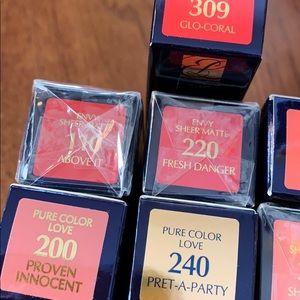 309
GLO-CORAL
ENVY
SHEER MATTE
ABOVE IT
ENVY
SHEER MATTE
220
FRESH DANGER
PURE COLOR
LOVE
200
PROVEN
INNOCENT
PURE COLOR
LOVE
240
PRET-A-PARTY